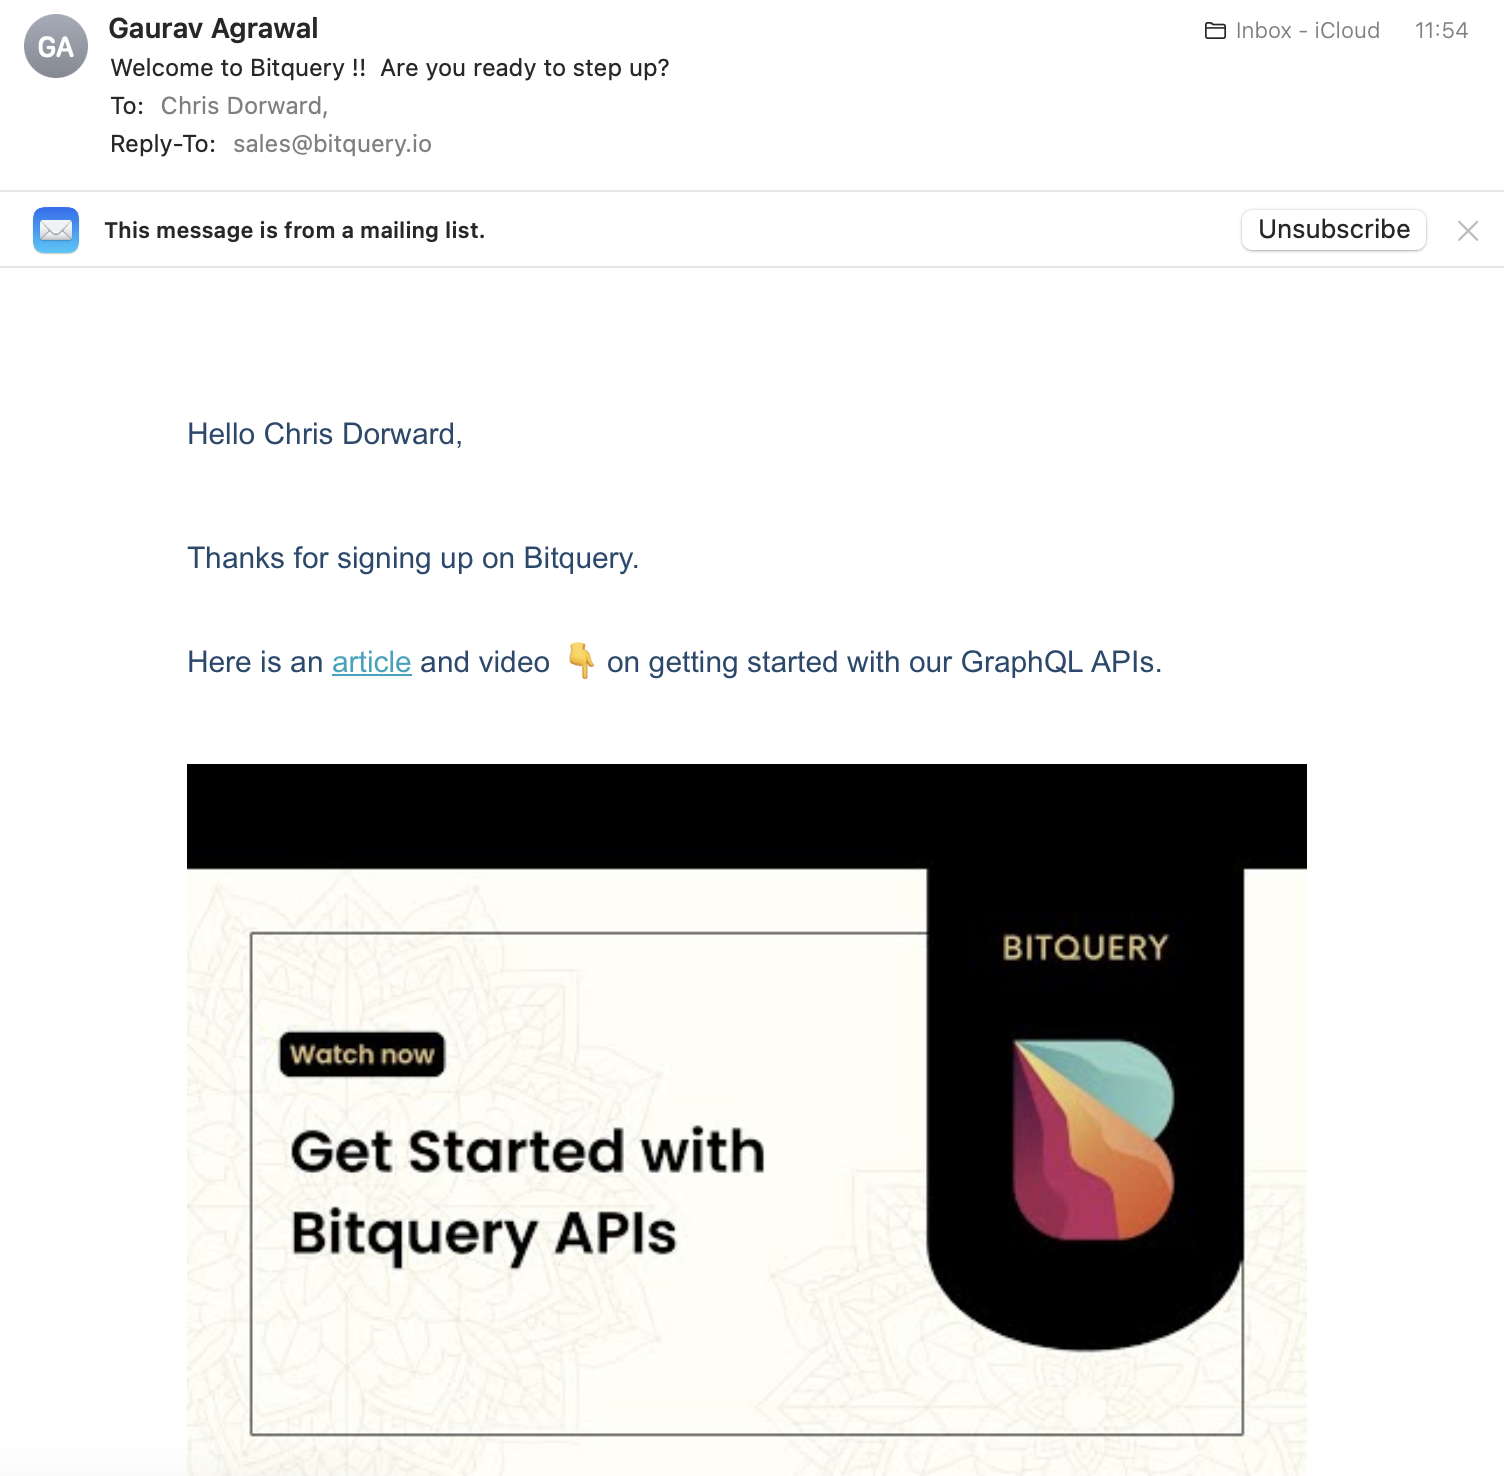 GA
Gaurav Agrawal
Inbox - iCloud 11:54
Welcome to Bitquery !!  Are you ready to step up?
To: Chris Dorward,
Reply-To: sales@bitquery.io
This message is from a mailing list.
Unsubscribe
Hello Chris Dorward,
Thanks for signing up on Bitquery.
Here is an article and video 👇 on getting started with our GraphQL APIs.
BITQUERY
Watch now
Get Started with
Bitquery APIs